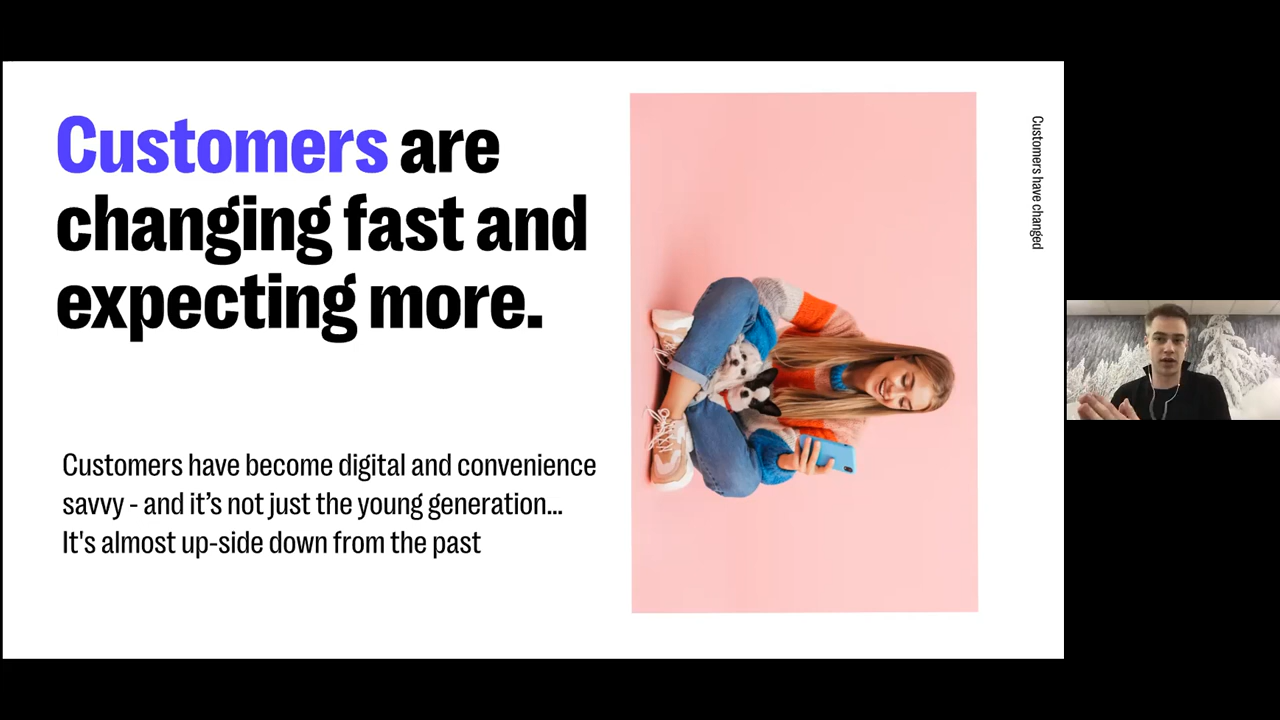 Customers are
changing fast and
expecting more.
Customers have become digital and convenience
savvy - and it’s not just the young generation...
It's almost up-side down from the past
Customers have changed